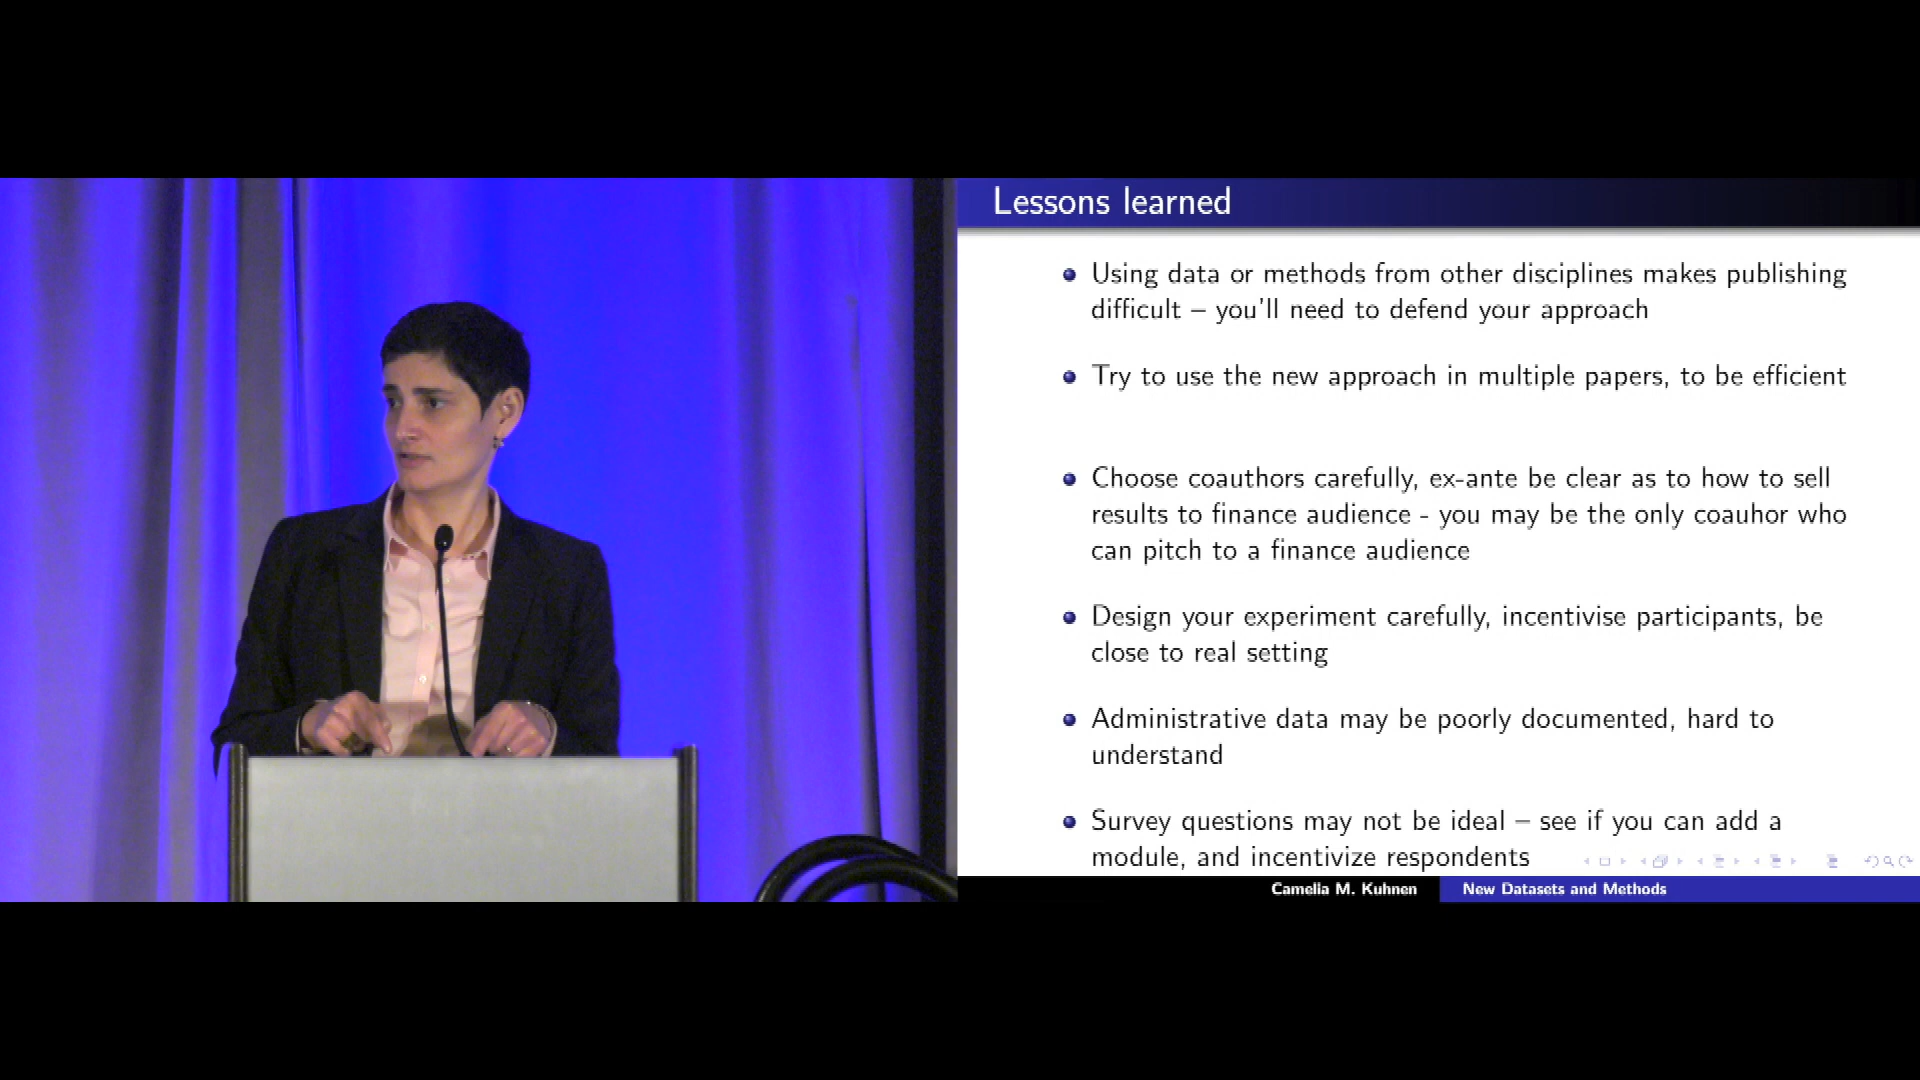 Lessons learned
Using data or methods from other disciplines makes publishing
difficult – you'll need to defend your approach
Try to use the new approach in multiple papers, to be efficient
Choose coauthors carefully, ex-ante be clear as to how to sell
results to finance audience - you may be the only coauhor who
can pitch to a finance audience
Design your experiment carefully, incentivise participants, be
close to real setting
Administrative data may be poorly documented, hard to
understand
Survey questions may not be ideal – see if you can add a
module, and incentivize respondents
Camelia M. Kuhnen
New Datasets and Methods